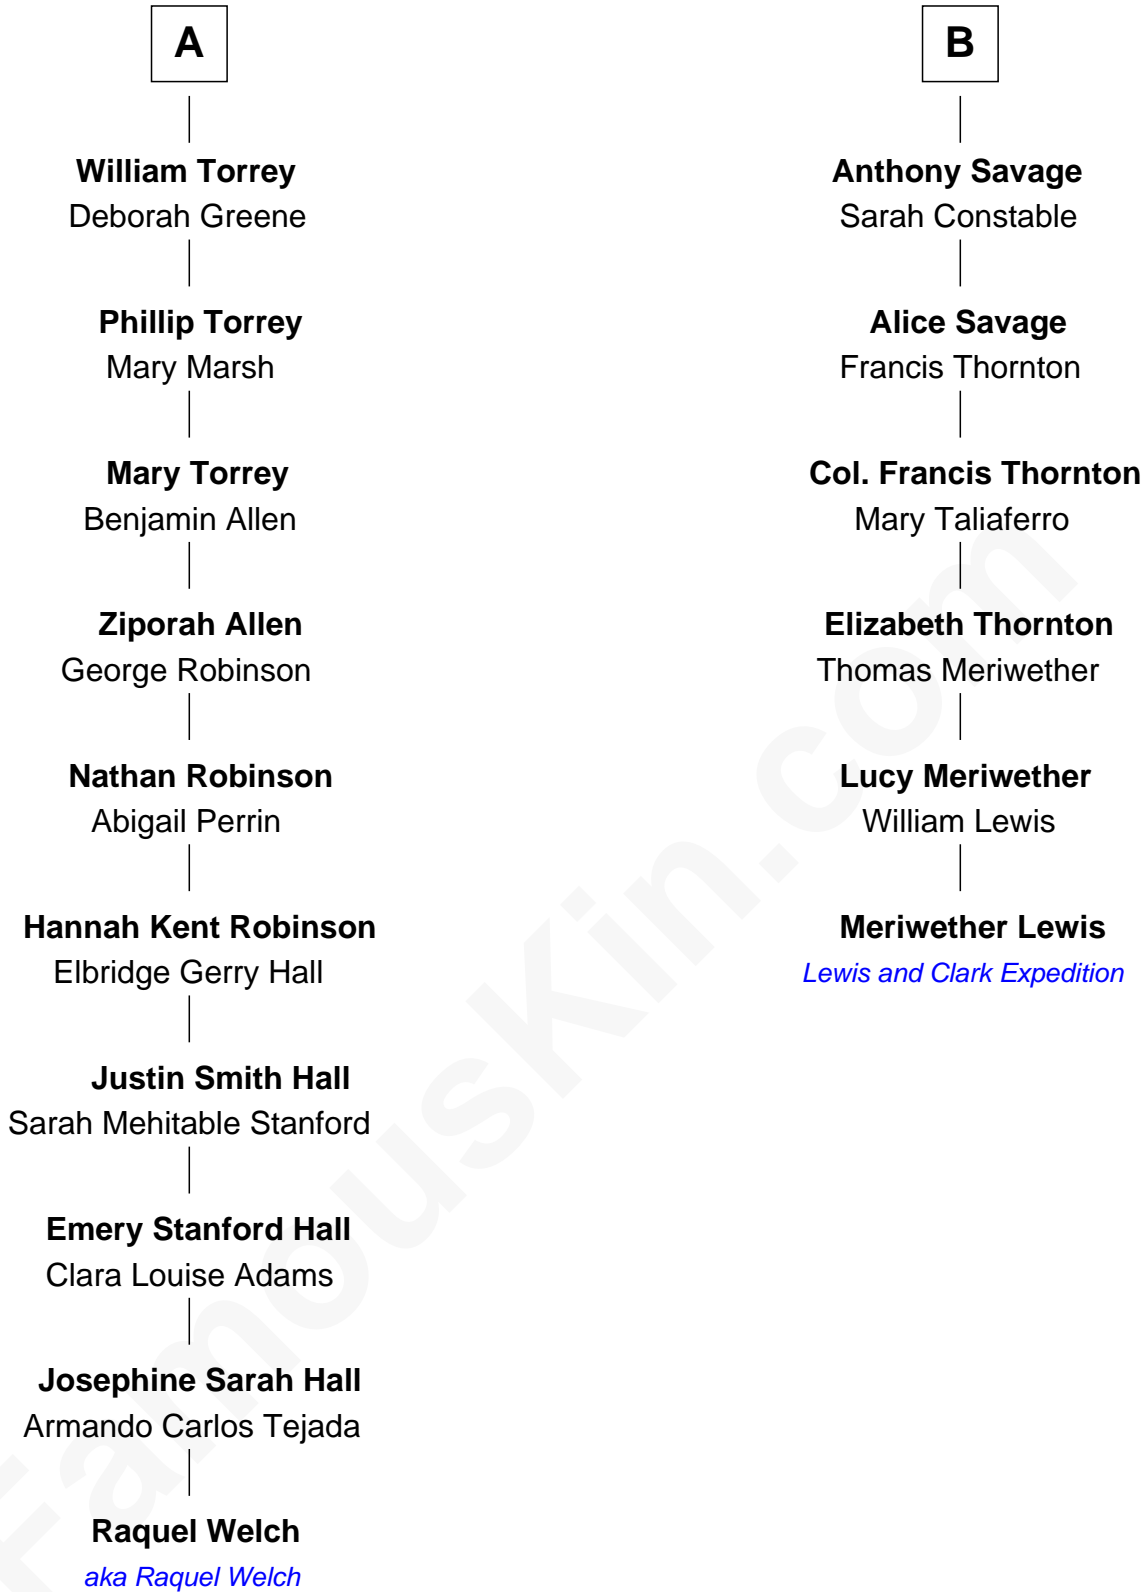 A
William Torrey
Deborah Greene
Phillip Torrey
Mary Marsh
Mary Torrey
Benjamin Allen
Ziporah Allen
George Robinson
Nathan Robinson
Abigail Perrin
Hannah Kent Robinson
Elbridge Gerry Hall
Justin Smith Hall
Sarah Mehitable Stanford
Emery Stanford Hall
Clara Louise Adams
Josephine Sarah Hall
Armando Carlos Tejada
Raquel Welch
aka Raquel Welch
B
Anthony Savage
Sarah Constable
Alice Savage
Francis Thornton
Col. Francis Thornton
Mary Taliaferro
Elizabeth Thornton
Thomas Meriwether
Lucy Meriwether
William Lewis
Meriwether Lewis
Lewis and Clark Expedition
FamousKin.com